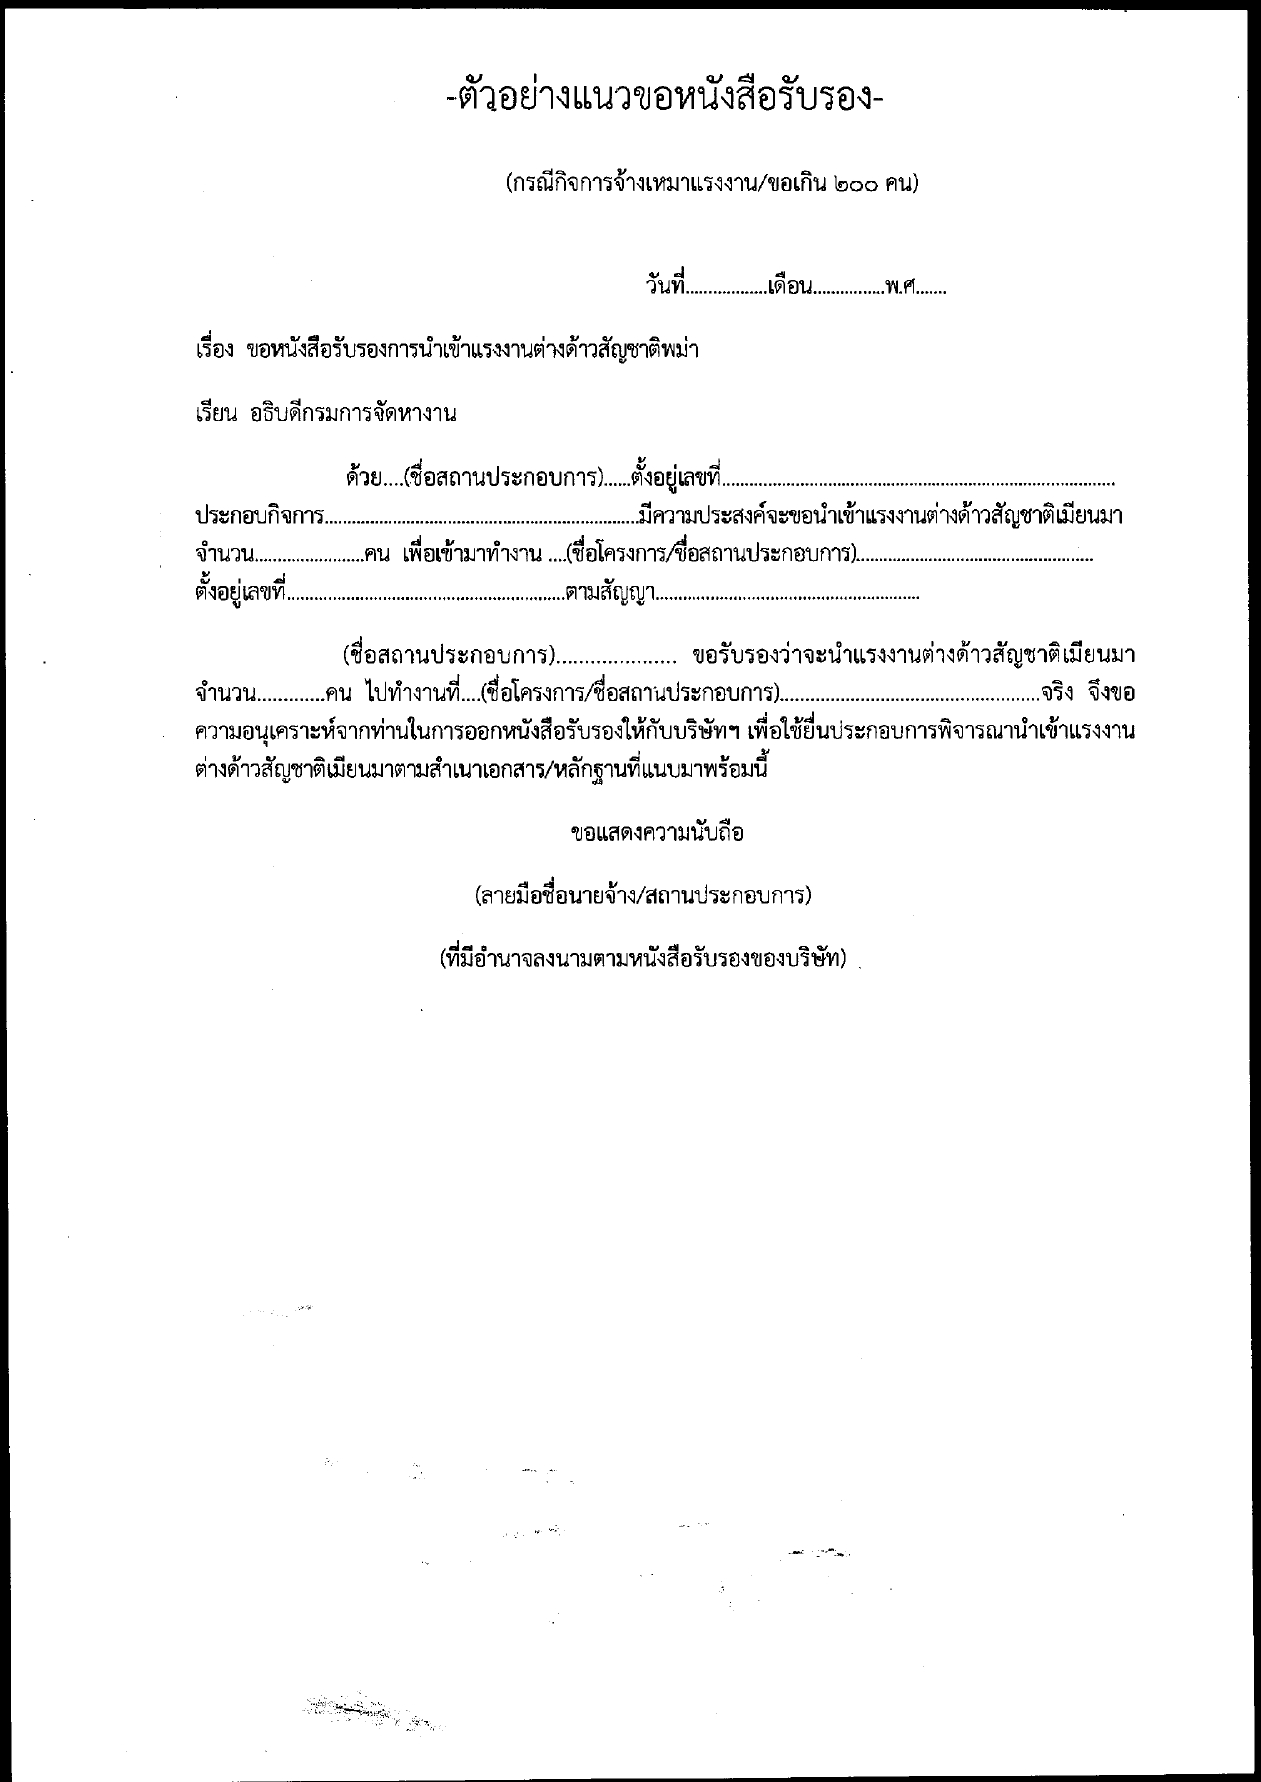 -ตัวอย่างแนวขอหนังสือรับรอง-
(กรณีกิจการจ้างเหมาแรงงาน/ขอเกิน ๒๐๐ คน)
วันที่..................เดือน................พ.ศ.......
เรื่อง ขอหนังสือรับรองการนำเข้าแรงงานต่างด้าวสัญชาติพม่า
เรียน อธิบดีกรมการจัดหางาน
ด้วย....(ชื่อสถานประกอบการ)......ตั้งอยู่เลขที่.......................................................................................
ประกอบกิจการ.....................................................................มีความประสงค์จะขอนำเข้าแรงงานต่างด้าวสัญชาติเมียนมา
จำนวน........................คน เพื่อเข้ามาทำงาน ....(ชื่อโครงการ/ชื่อสถานประกอบการ).....................................................
ตั้งอยู่เลขที่.............................................................ตามสัญญา..........................................................
(ชื่อสถานประกอบการ)..................... ขอรับรองว่าจะนำแรงงานต่างด้าวสัญชาติเมียนมา
จำนวน............คน ไปทำงานที่....(ชื่อโครงการ/ชื่อสถานประกอบการ)..............................................จริง จึงขอ
ความอนุเคราะห์จากท่านในการออกหนังสือรับรองให้กับบริษัทฯ เพื่อใช้ยื่นประกอบการพิจารณานำเข้าแรงงาน
ต่างด้าวสัญชาติเมียนมาตามสำเนาเอกสาร/หลักฐานที่แนบมาพร้อมนี้
ขอแสดงความนับถือ
(ลายมือชื่อนายจ้าง/สถานประกอบการ)
(ที่มีอำนาจลงนามตามหนังสือรับรองของบริษัท)